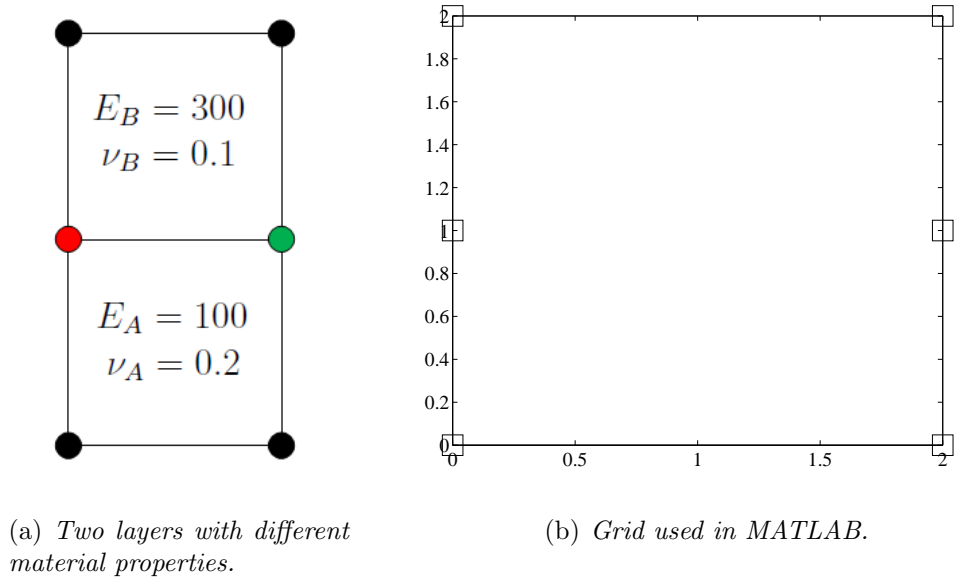 E_B = 300
ν_B = 0.1
E_A = 100
ν_A = 0.2
2
1.8
1.6
1.4
1.2
1
0.8
0.6
0.4
0.2
0
0 0.5 1 1.5 2
(a) Two layers with different
material properties.
(b) Grid used in MATLAB.